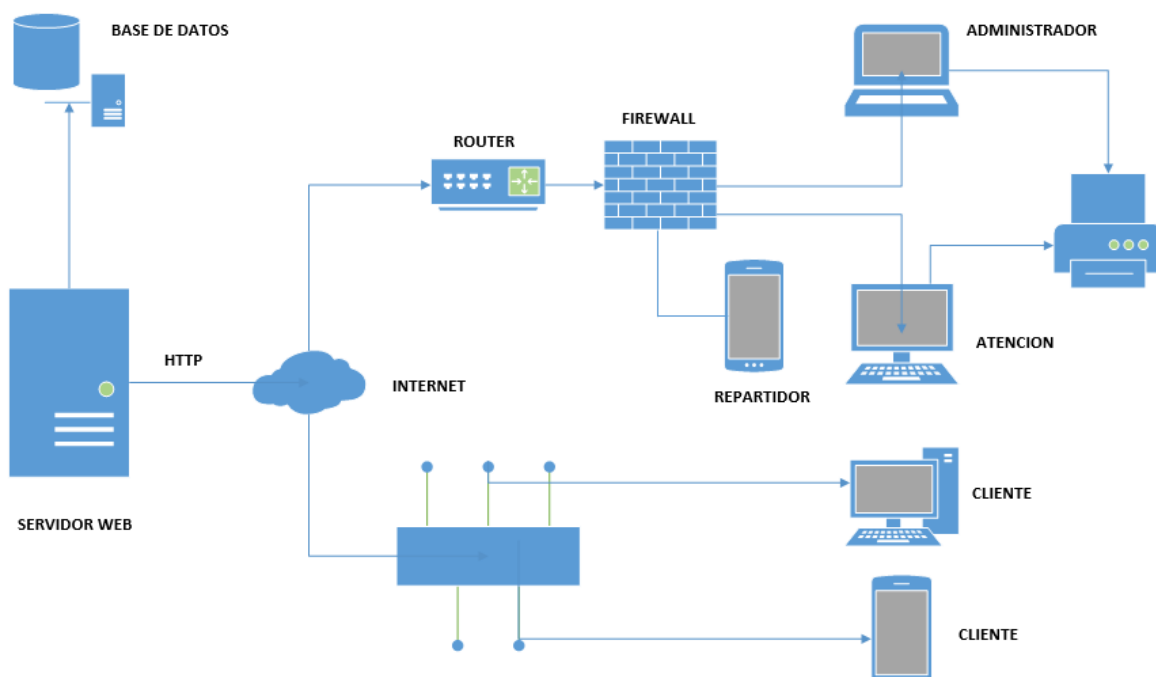 BASE DE DATOS
ADMINISTRADOR
FIREWALL
ROUTER
HTTP
INTERNET
REPARTIDOR
ATENCION
SERVIDOR WEB
CLIENTE
CLIENTE